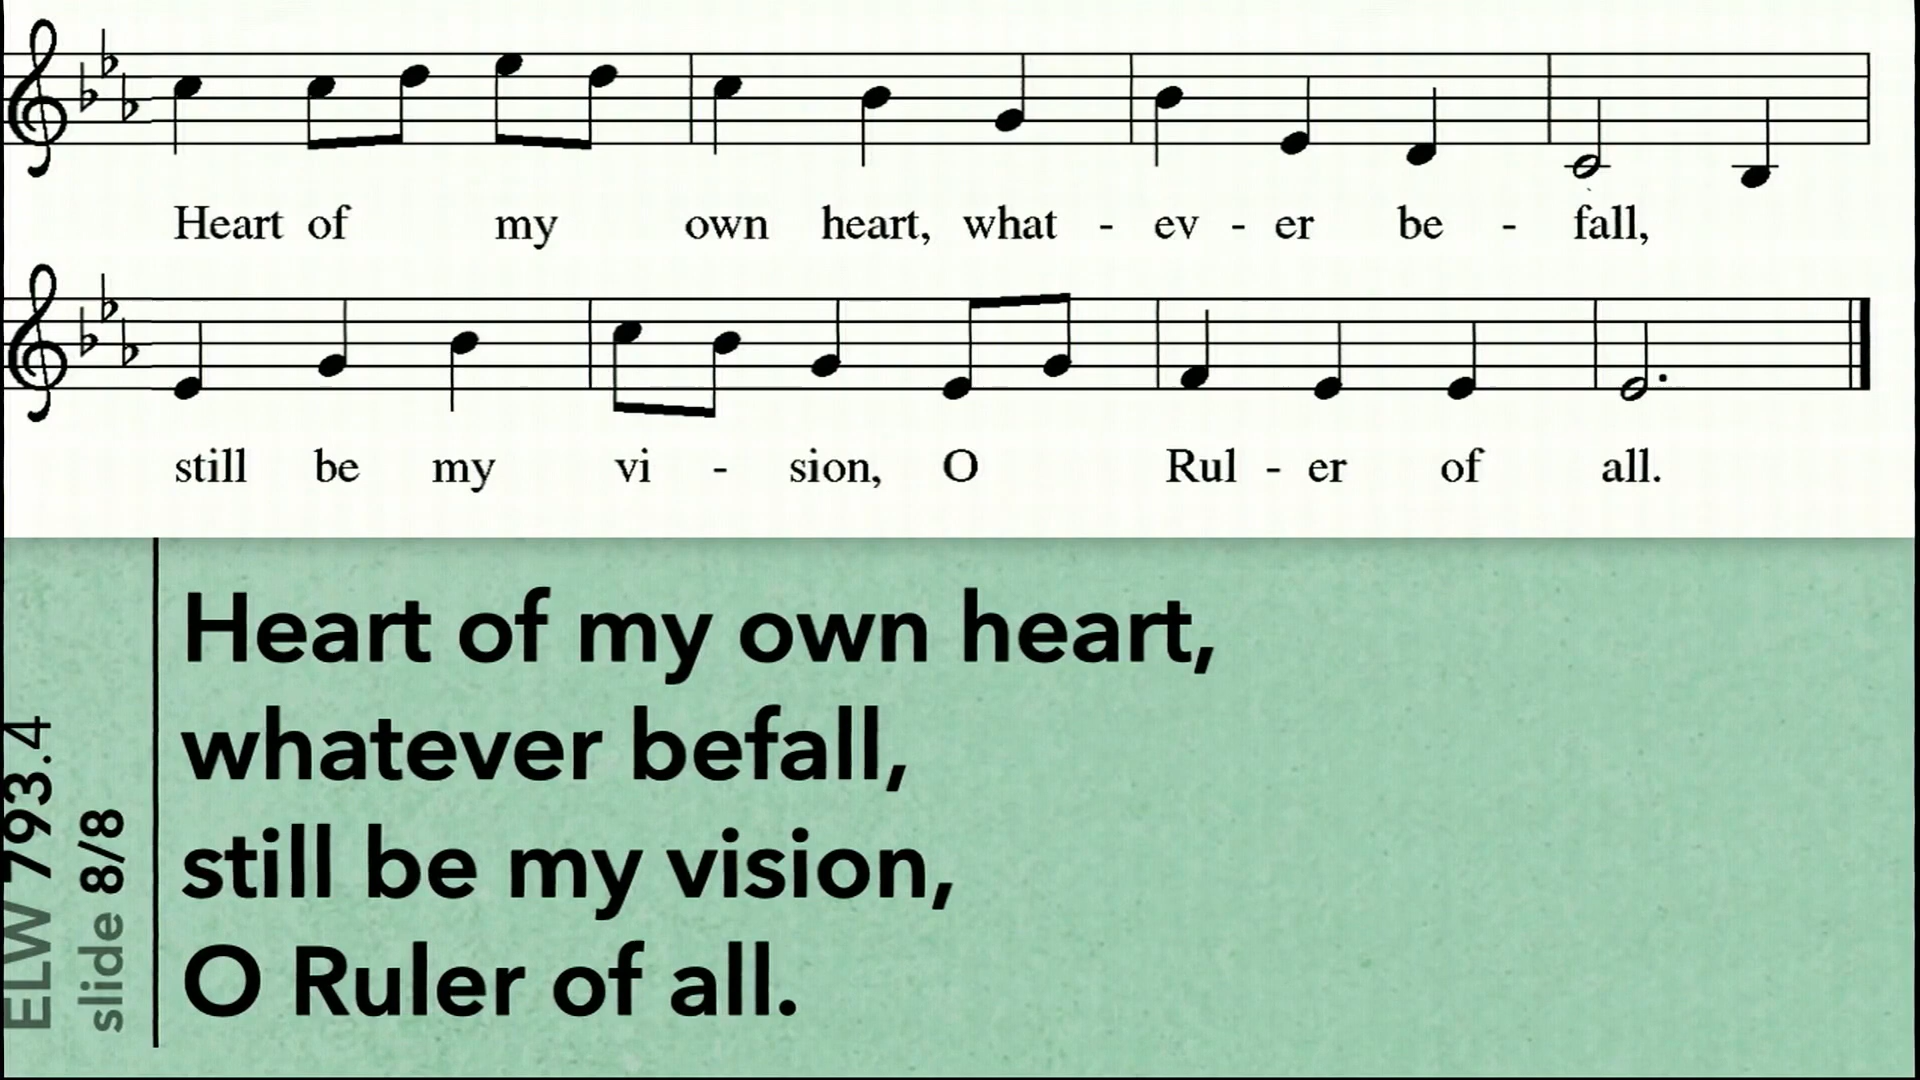 Heart of my own heart, what - ev - er be - fall,
still be my vi - sion, O Rul - er of all.
Heart of my own heart,
whatever befall,
still be my vision,
O Ruler of all.
ELW 793.4
slide 8/8